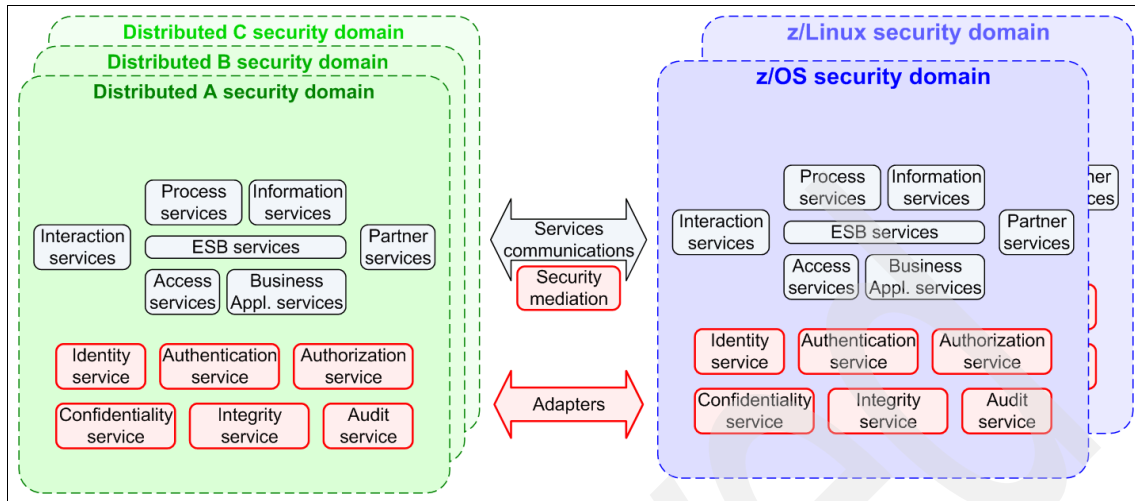 Distributed C security domain
Distributed B security domain
Distributed A security domain
Process
services
Information
services
Interaction
services
ESB services
Partner
services
Access
services
Business
Appl. services
Identity
service
Authentication
service
Authorization
service
Confidentiality
service
Integrity
service
Audit
service
Services
communications
Security
mediation
Adapters
z/Linux security domain
z/OS security domain
Process
services
Information
services
Interaction
services
ESB services
Partner
services
Access
services
Business
Appl. services
Identity
service
Authentication
service
Authorization
service
Confidentiality
service
Integrity
service
Audit
service